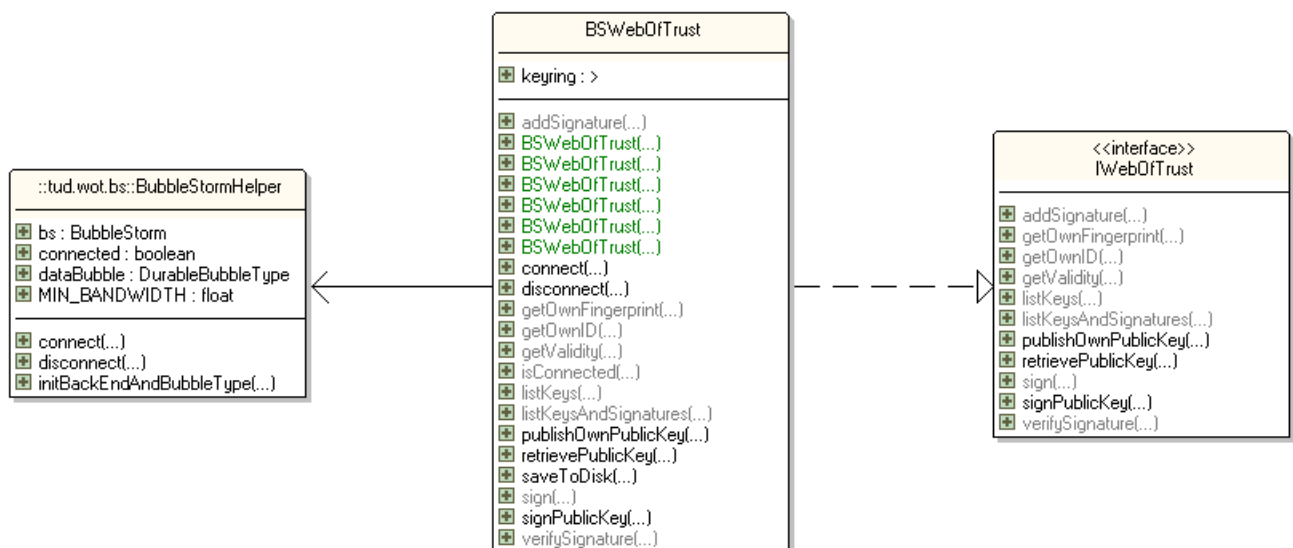 ::tud.wot.bs::BubbleStormHelper
bs : BubbleStorm
connected : boolean
dataBubble : DurableBubbleType
MIN_BANDWIDTH : float
connect(...)
disconnect(...)
initBackEndAndBubbleType(...)
BSWebOfTrust
keyring : >
addSignature(...)
BSWebOfTrust(...)
BSWebOfTrust(...)
BSWebOfTrust(...)
BSWebOfTrust(...)
BSWebOfTrust(...)
BSWebOfTrust(...)
connect(...)
disconnect(...)
getOwnFingerprint(...)
getOwnID(...)
getValidity(...)
isConnected(...)
listKeys(...)
listKeysAndSignatures(...)
publishOwnPublicKey(...)
retrievePublicKey(...)
saveToDisk(...)
sign(...)
signPublicKey(...)
verifySignature(...)
<<interface>>
IWebOfTrust
addSignature(...)
getOwnFingerprint(...)
getOwnID(...)
getValidity(...)
listKeys(...)
listKeysAndSignatures(...)
publishOwnPublicKey(...)
retrievePublicKey(...)
sign(...)
signPublicKey(...)
verifySignature(...)